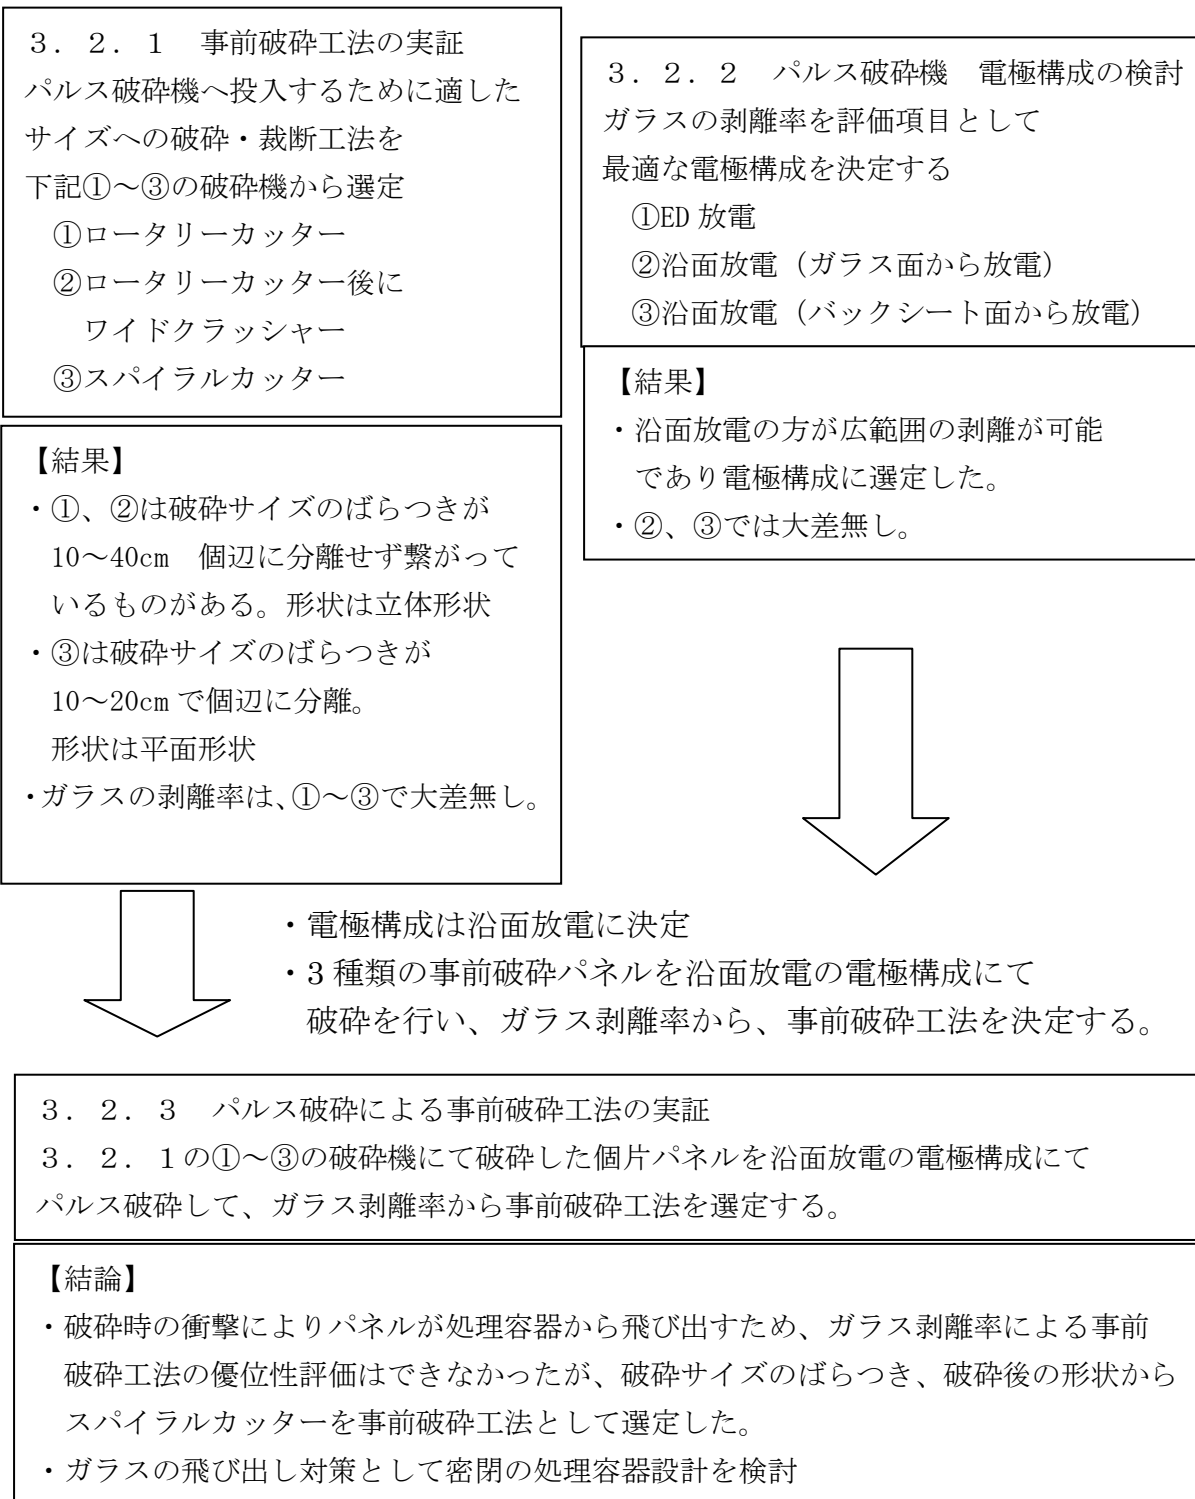 ３．２．１　事前破砕工法の実証
パルス破砕機へ投入するために適した
サイズへの破砕・裁断工法を
下記①～③の破砕機から選定
①ロータリーカッター
②ロータリーカッター後に
ワイドクラッシャー
③スパイラルカッター
【結果】
・①、②は破砕サイズのばらつきが
10～40cm　個辺に分離せず繋がって
いるものがある。形状は立体形状
・③は破砕サイズのばらつきが
10～20cm で個辺に分離。
形状は平面形状
・ガラスの剥離率は、①～③で大差無し。
３．２．２　パルス破砕機　電極構成の検討
ガラスの剥離率を評価項目として
最適な電極構成を決定する
①ED 放電
②沿面放電（ガラス面から放電）
③沿面放電（バックシート面から放電）
【結果】
・沿面放電の方が広範囲の剥離が可能
であり電極構成に選定した。
・②、③では大差無し。
・電極構成は沿面放電に決定
・3 種類の事前破砕パネルを沿面放電の電極構成にて
破砕を行い、ガラス剥離率から、事前破砕工法を決定する。
３．２．３　パルス破砕による事前破砕工法の実証
３．２．１の①～③の破砕機にて破砕した個片パネルを沿面放電の電極構成にて
パルス破砕して、ガラス剥離率から事前破砕工法を選定する。
【結論】
・破砕時の衝撃によりパネルが処理容器から飛び出すため、ガラス剥離率による事前
破砕工法の優位性評価はできなかったが、破砕サイズのばらつき、破砕後の形状から
スパイラルカッターを事前破砕工法として選定した。
・ガラスの飛び出し対策として密閉の処理容器設計を検討